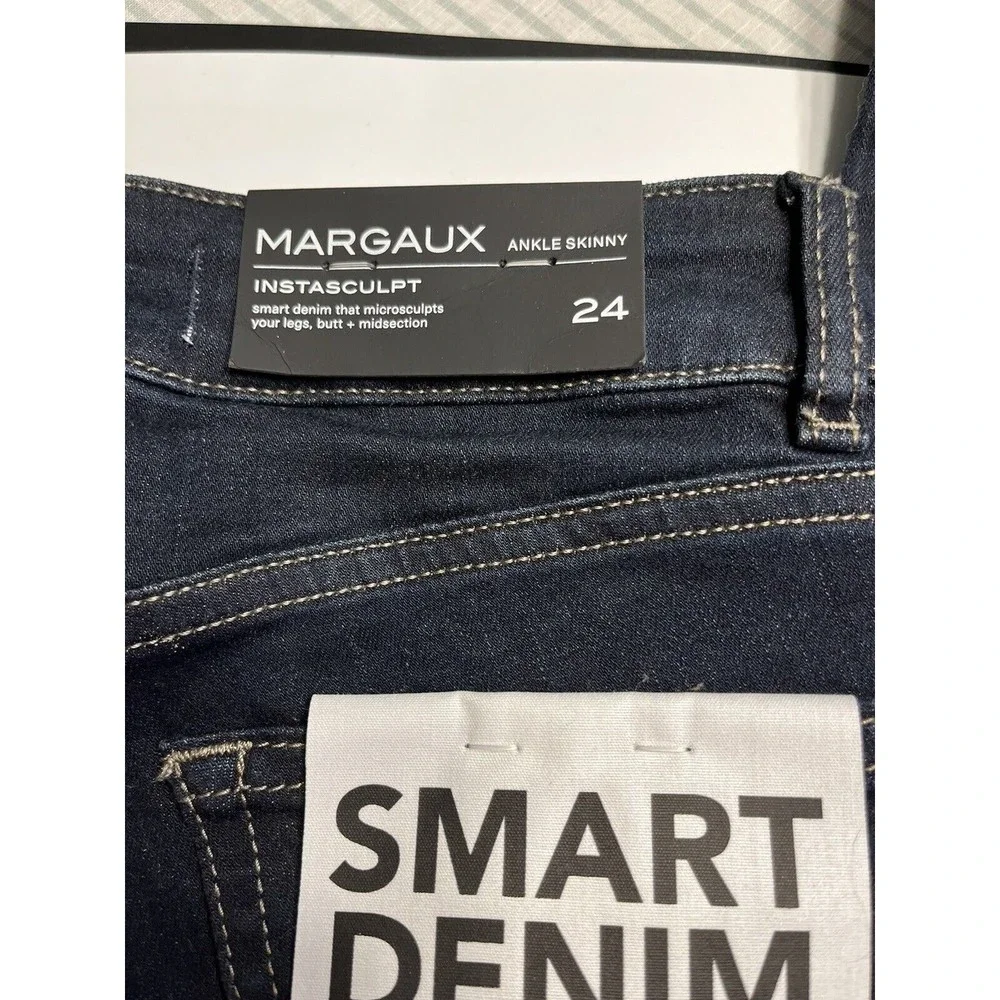 MARGAUX ANKLE SKINNY
INSTASCULPT
smart denim that microsculpts
your legs, butt + midsection
24
SMART
DENIM